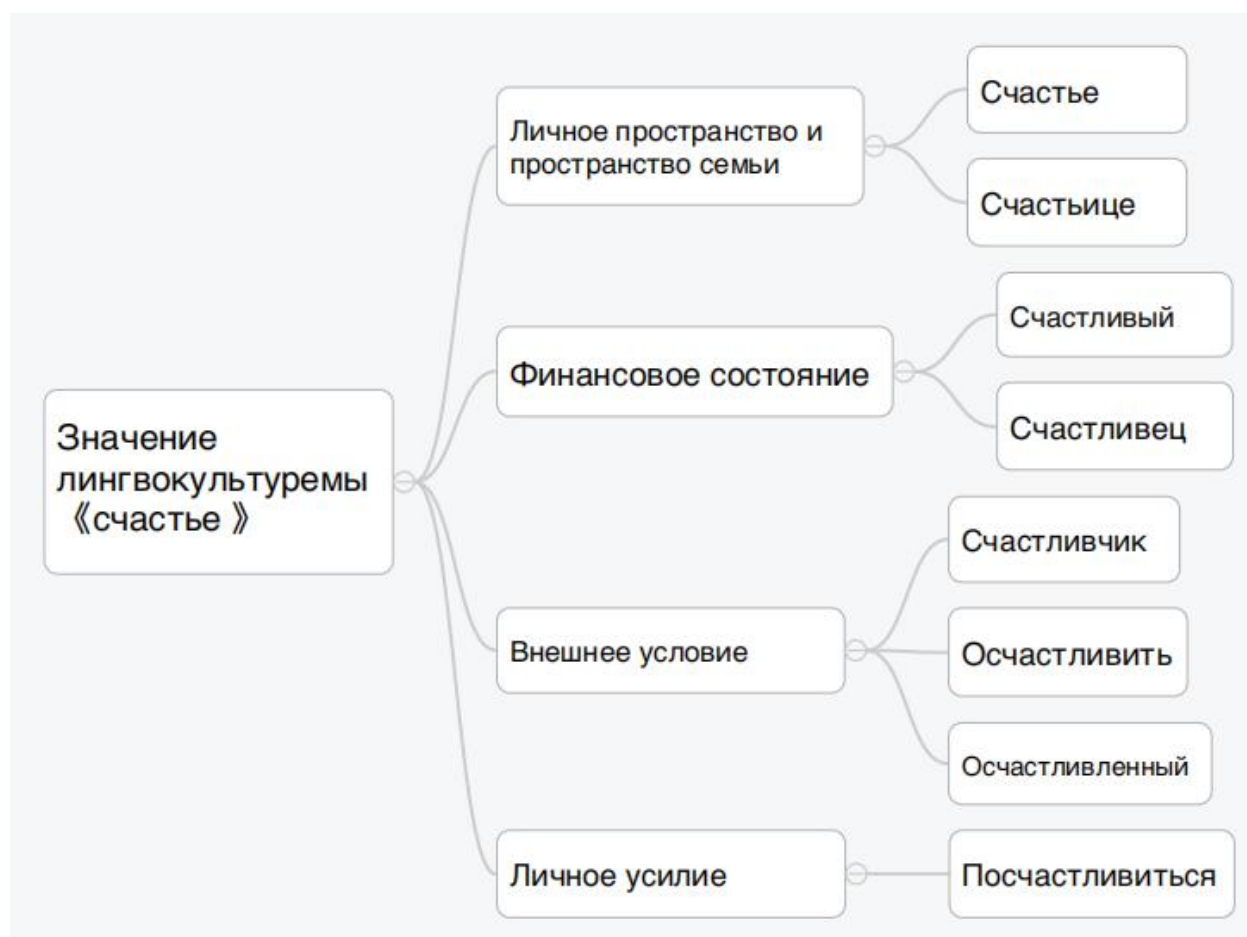 Значение
лингвокультуремы
《счастье 》
Личное пространство и
пространство семьи
Счастье
Счастьице
Финансовое состояние
Счастливый
Счастливец
Внешнее условие
Счастливчик
Осчастливить
Осчастливленный
Личное усилие
Посчастливиться